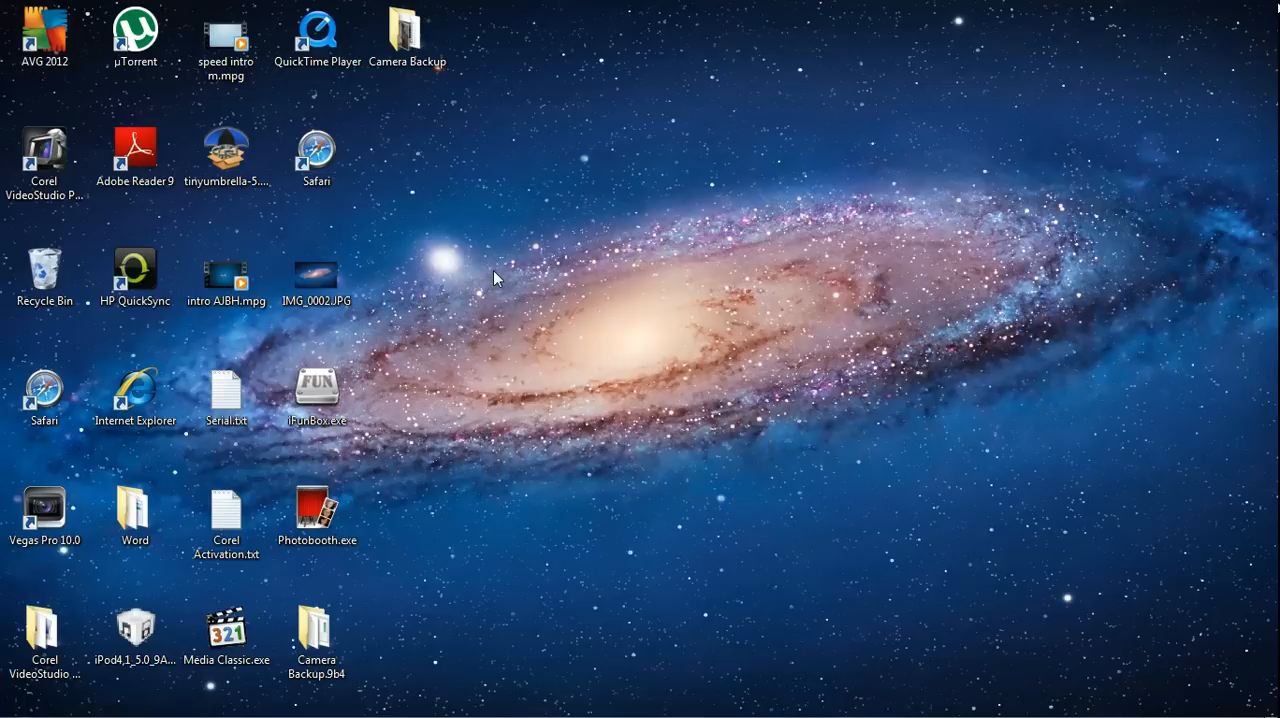 AVG 2012
µTorrent
speed intro
m.mpg
QuickTime Player
Camera Backup
Corel
VideoStudio P...
Adobe Reader 9
tinyumbrella-5....
Safari
Recycle Bin
HP QuickSync
intro AJBH.mpg
IMG_0002.JPG
Safari
Internet Explorer
Serial.txt
FUN
iFunBox.exe
Vegas Pro 10.0
Word
Corel
Activation.txt
Photobooth.exe
Corel
VideoStudio ...
iPod4,1_5.0_9A...
321
Media Classic.exe
Camera
Backup.9b4